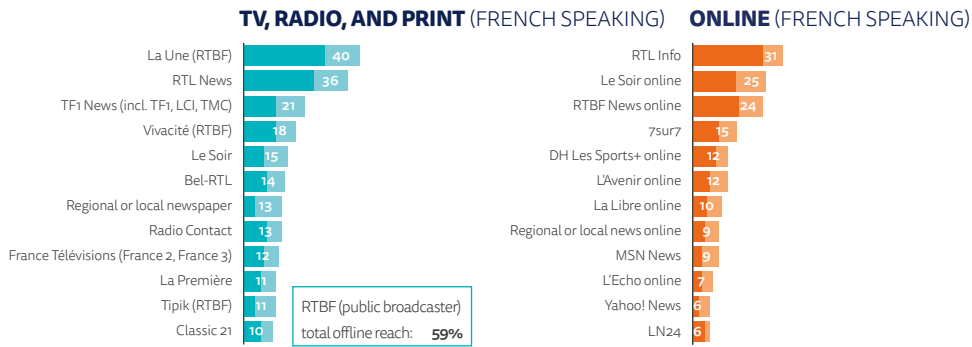 TV, RADIO, AND PRINT (FRENCH SPEAKING)
La Une (RTBF) 40
RTL News 36
TF1 News (incl. TF1, LCI, TMC) 21
Vivacité (RTBF) 18
Le Soir 15
Bel-RTL 14
Regional or local newspaper 13
Radio Contact 13
France Télévisions (France 2, France 3) 12
La Première 11
Tipik (RTBF) 11
Classic 21 10
RTBF (public broadcaster)
total offline reach: 59%
ONLINE (FRENCH SPEAKING)
RTL Info 31
Le Soir online 25
RTBF News online 24
7sur7 15
DH Les Sports+ online 12
L'Avenir online 12
La Libre online 10
Regional or local news online 9
MSN News 9
L'Echo online 7
Yahoo! News 6
LN24 6